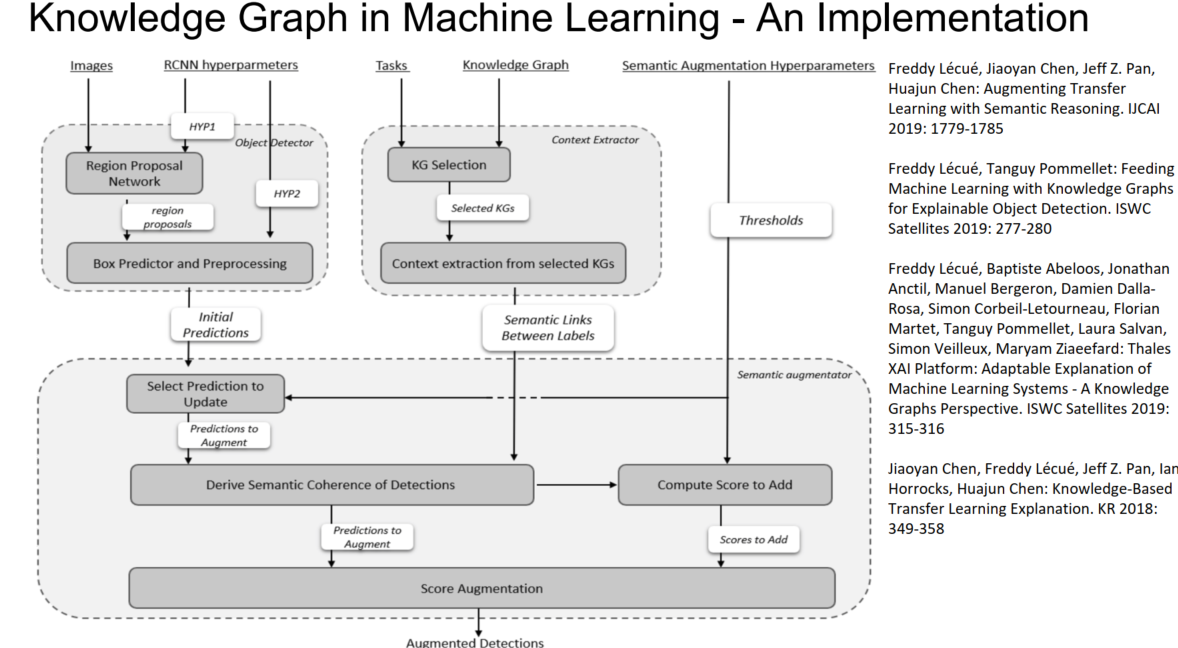 Knowledge Graph in Machine Learning - An Implementation
Images
RCNN hyperparmeters
Tasks
Knowledge Graph
Semantic Augmentation Hyperparameters
HYP1
Object Detector
Region Proposal
Network
HYP2
region
proposals
Box Predictor and Preprocessing
Context Extractor
KG Selection
Selected KGs
Context extraction from selected KGs
Thresholds
Initial
Predictions
Semantic Links
Between Labels
Semantic augmentator
Select Prediction to
Update
Predictions to
Augment
Derive Semantic Coherence of Detections
Compute Score to Add
Predictions to
Augment
Scores to Add
Score Augmentation
Augmented Detections
Freddy Lécué, Jiaoyan Chen, Jeff Z. Pan,
Huajun Chen: Augmenting Transfer
Learning with Semantic Reasoning. IJCAI
2019: 1779-1785
Freddy Lécué, Tanguy Pommellet: Feeding
Machine Learning with Knowledge Graphs
for Explainable Object Detection. ISWC
Satellites 2019: 277-280
Freddy Lécué, Baptiste Abeloos, Jonathan
Anctil, Manuel Bergeron, Damien Dalla-
Rosa, Simon Corbeil-Letourneau, Florian
Martet, Tanguy Pommellet, Laura Salvan,
Simon Veilleux, Maryam Ziaeefard: Thales
XAI Platform: Adaptable Explanation of
Machine Learning Systems - A Knowledge
Graphs Perspective. ISWC Satellites 2019:
315-316
Jiaoyan Chen, Freddy Lécué, Jeff Z. Pan, Ian
Horrocks, Huajun Chen: Knowledge-Based
Transfer Learning Explanation. KR 2018:
349-358